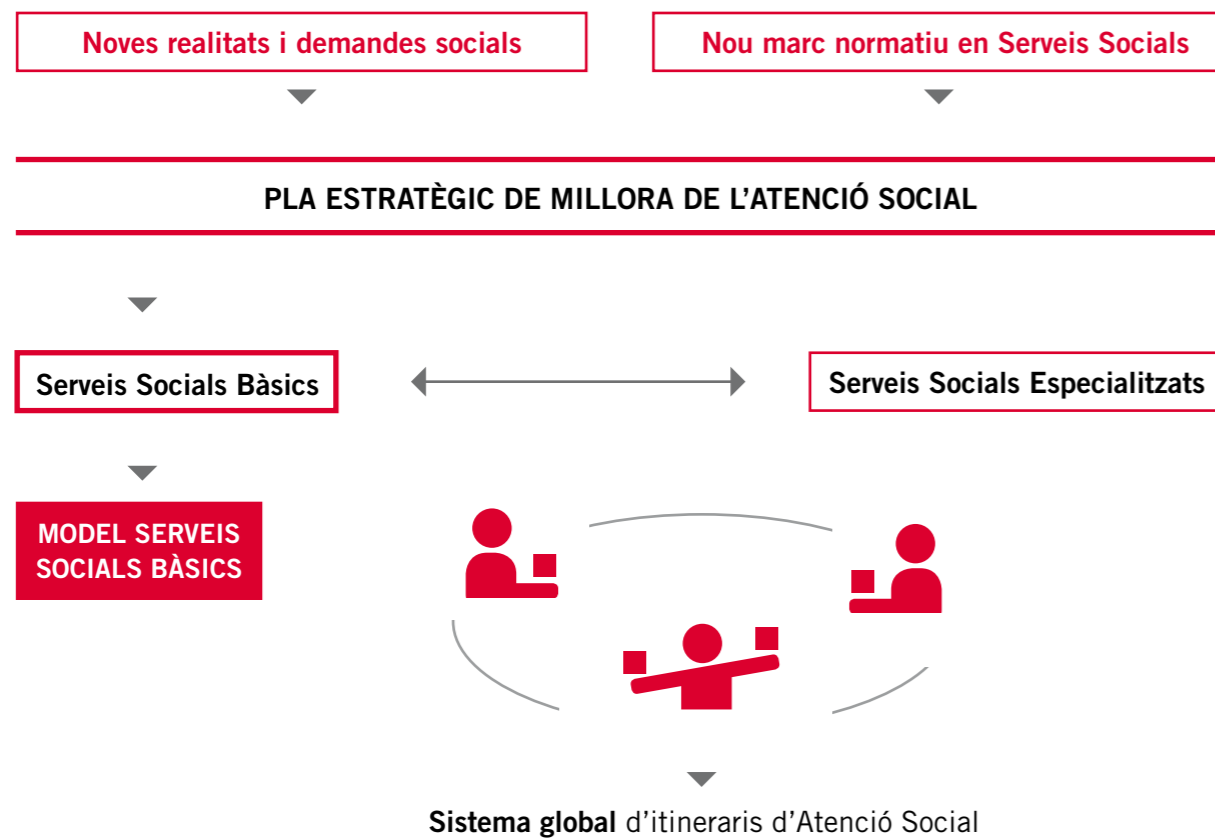 Noves realitats i demandes socials
Nou marc normatiu en Serveis Socials
PLA ESTRATÈGIC DE MILLORA DE L'ATENCIÓ SOCIAL
Serveis Socials Bàsics
Serveis Socials Especialitzats
MODEL SERVEIS
SOCIALS BÀSICS
Sistema global d'itineraris d'Atenció Social